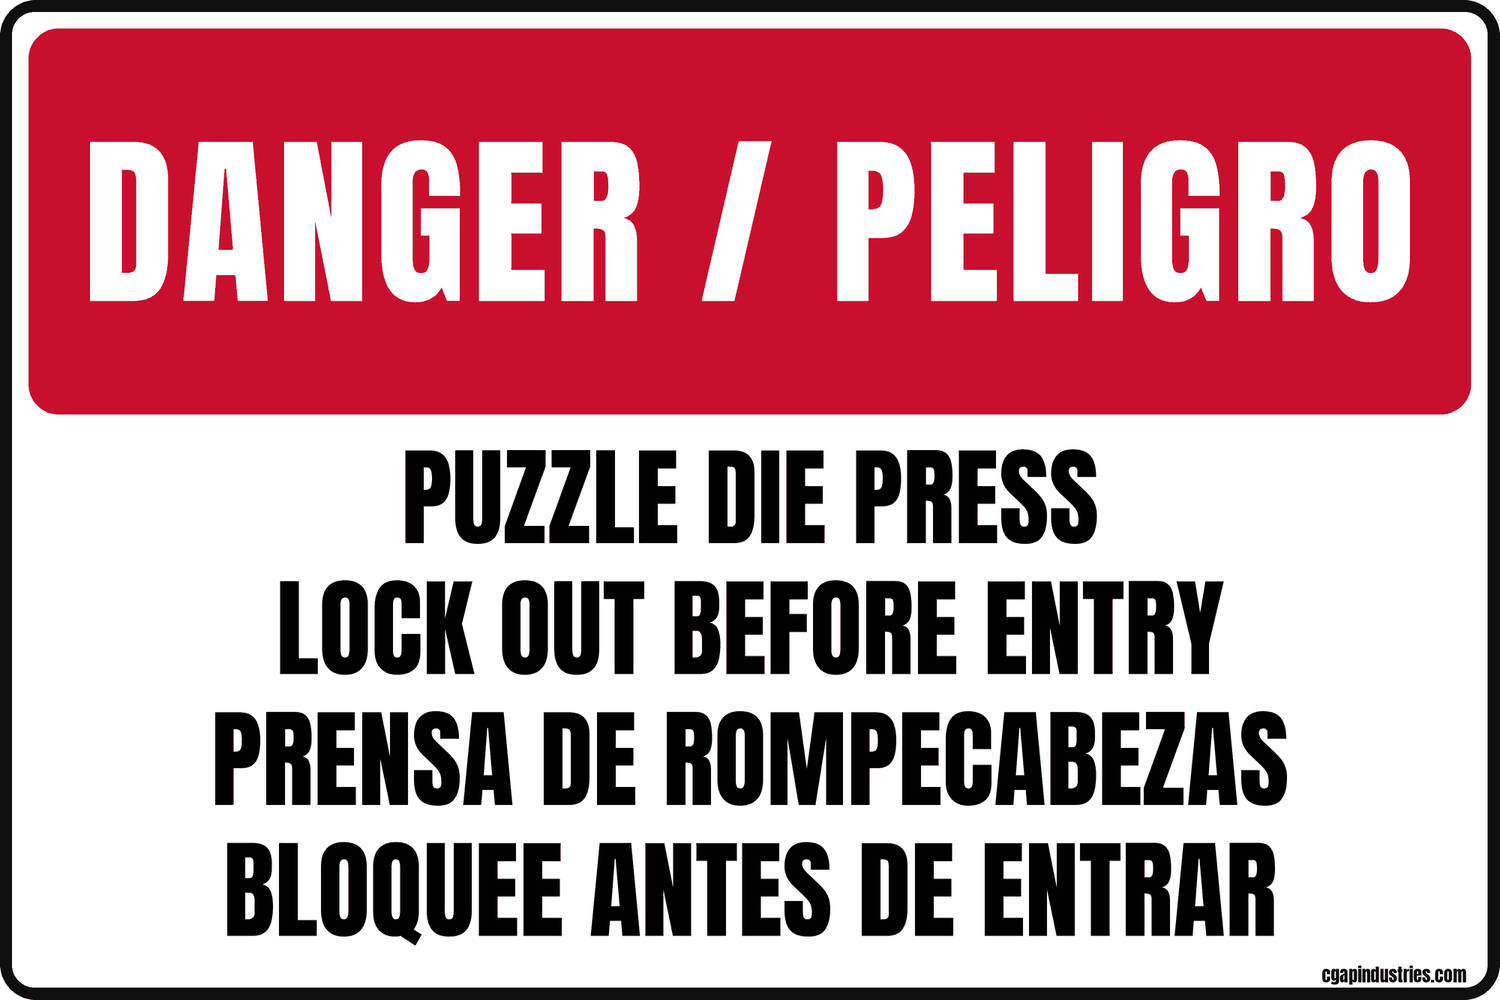 DANGER / PELIGRO
PUZZLE DIE PRESS
LOCK OUT BEFORE ENTRY
PRENSA DE ROMPECABEZAS
BLOQUEE ANTES DE ENTRAR
cgapindustries.com